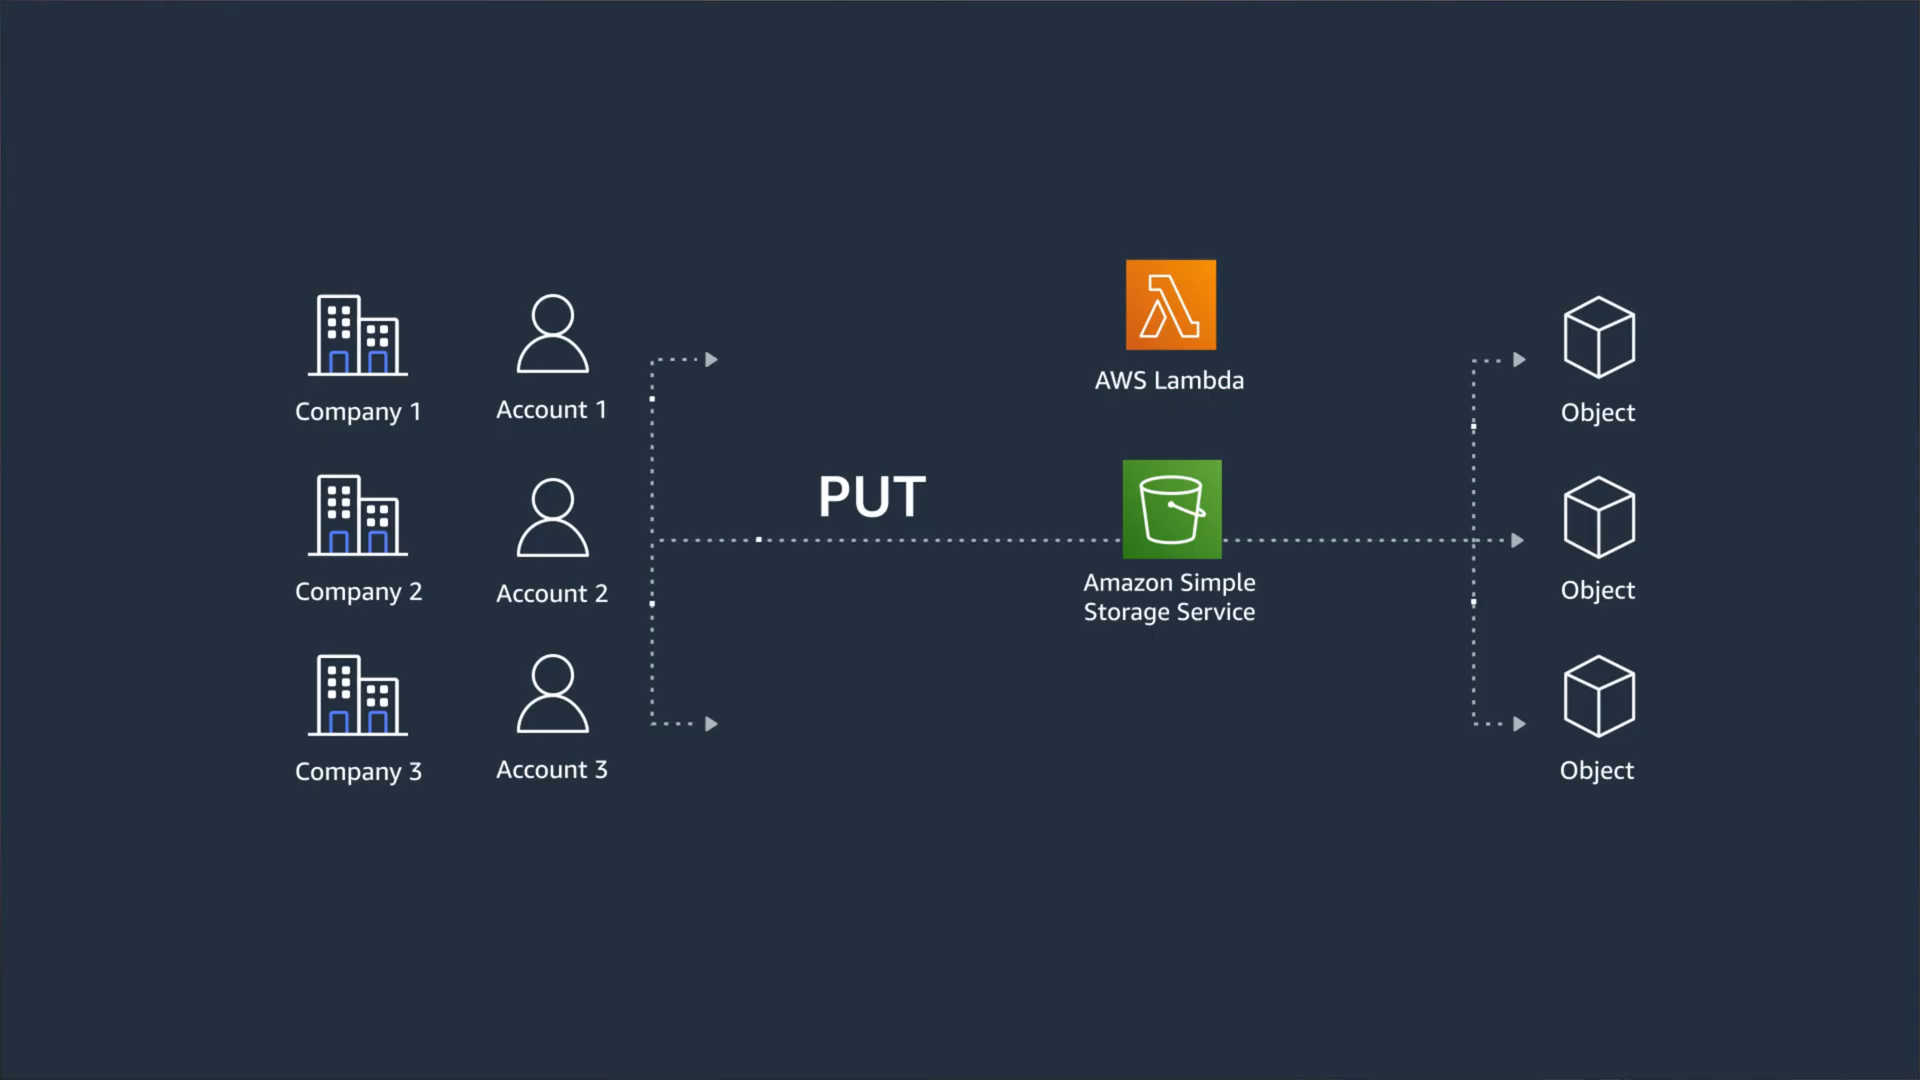 Company 1
Account 1
Company 2
Account 2
Company 3
Account 3
PUT
AWS Lambda
Amazon Simple
Storage Service
Object
Object
Object